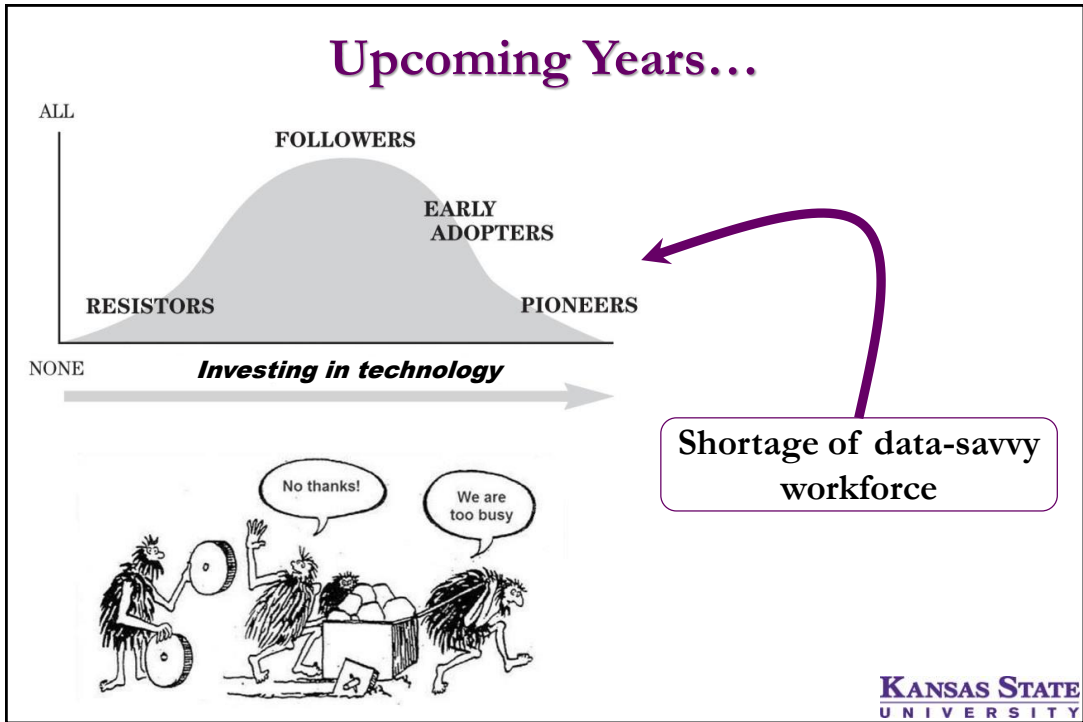 Upcoming Years…
ALL
FOLLOWERS
EARLY
ADOPTERS
RESISTORS
PIONEERS
NONE
Investing in technology
Shortage of data-savvy
workforce
No thanks!
We are
too busy
KANSAS STATE
UNIVERSITY